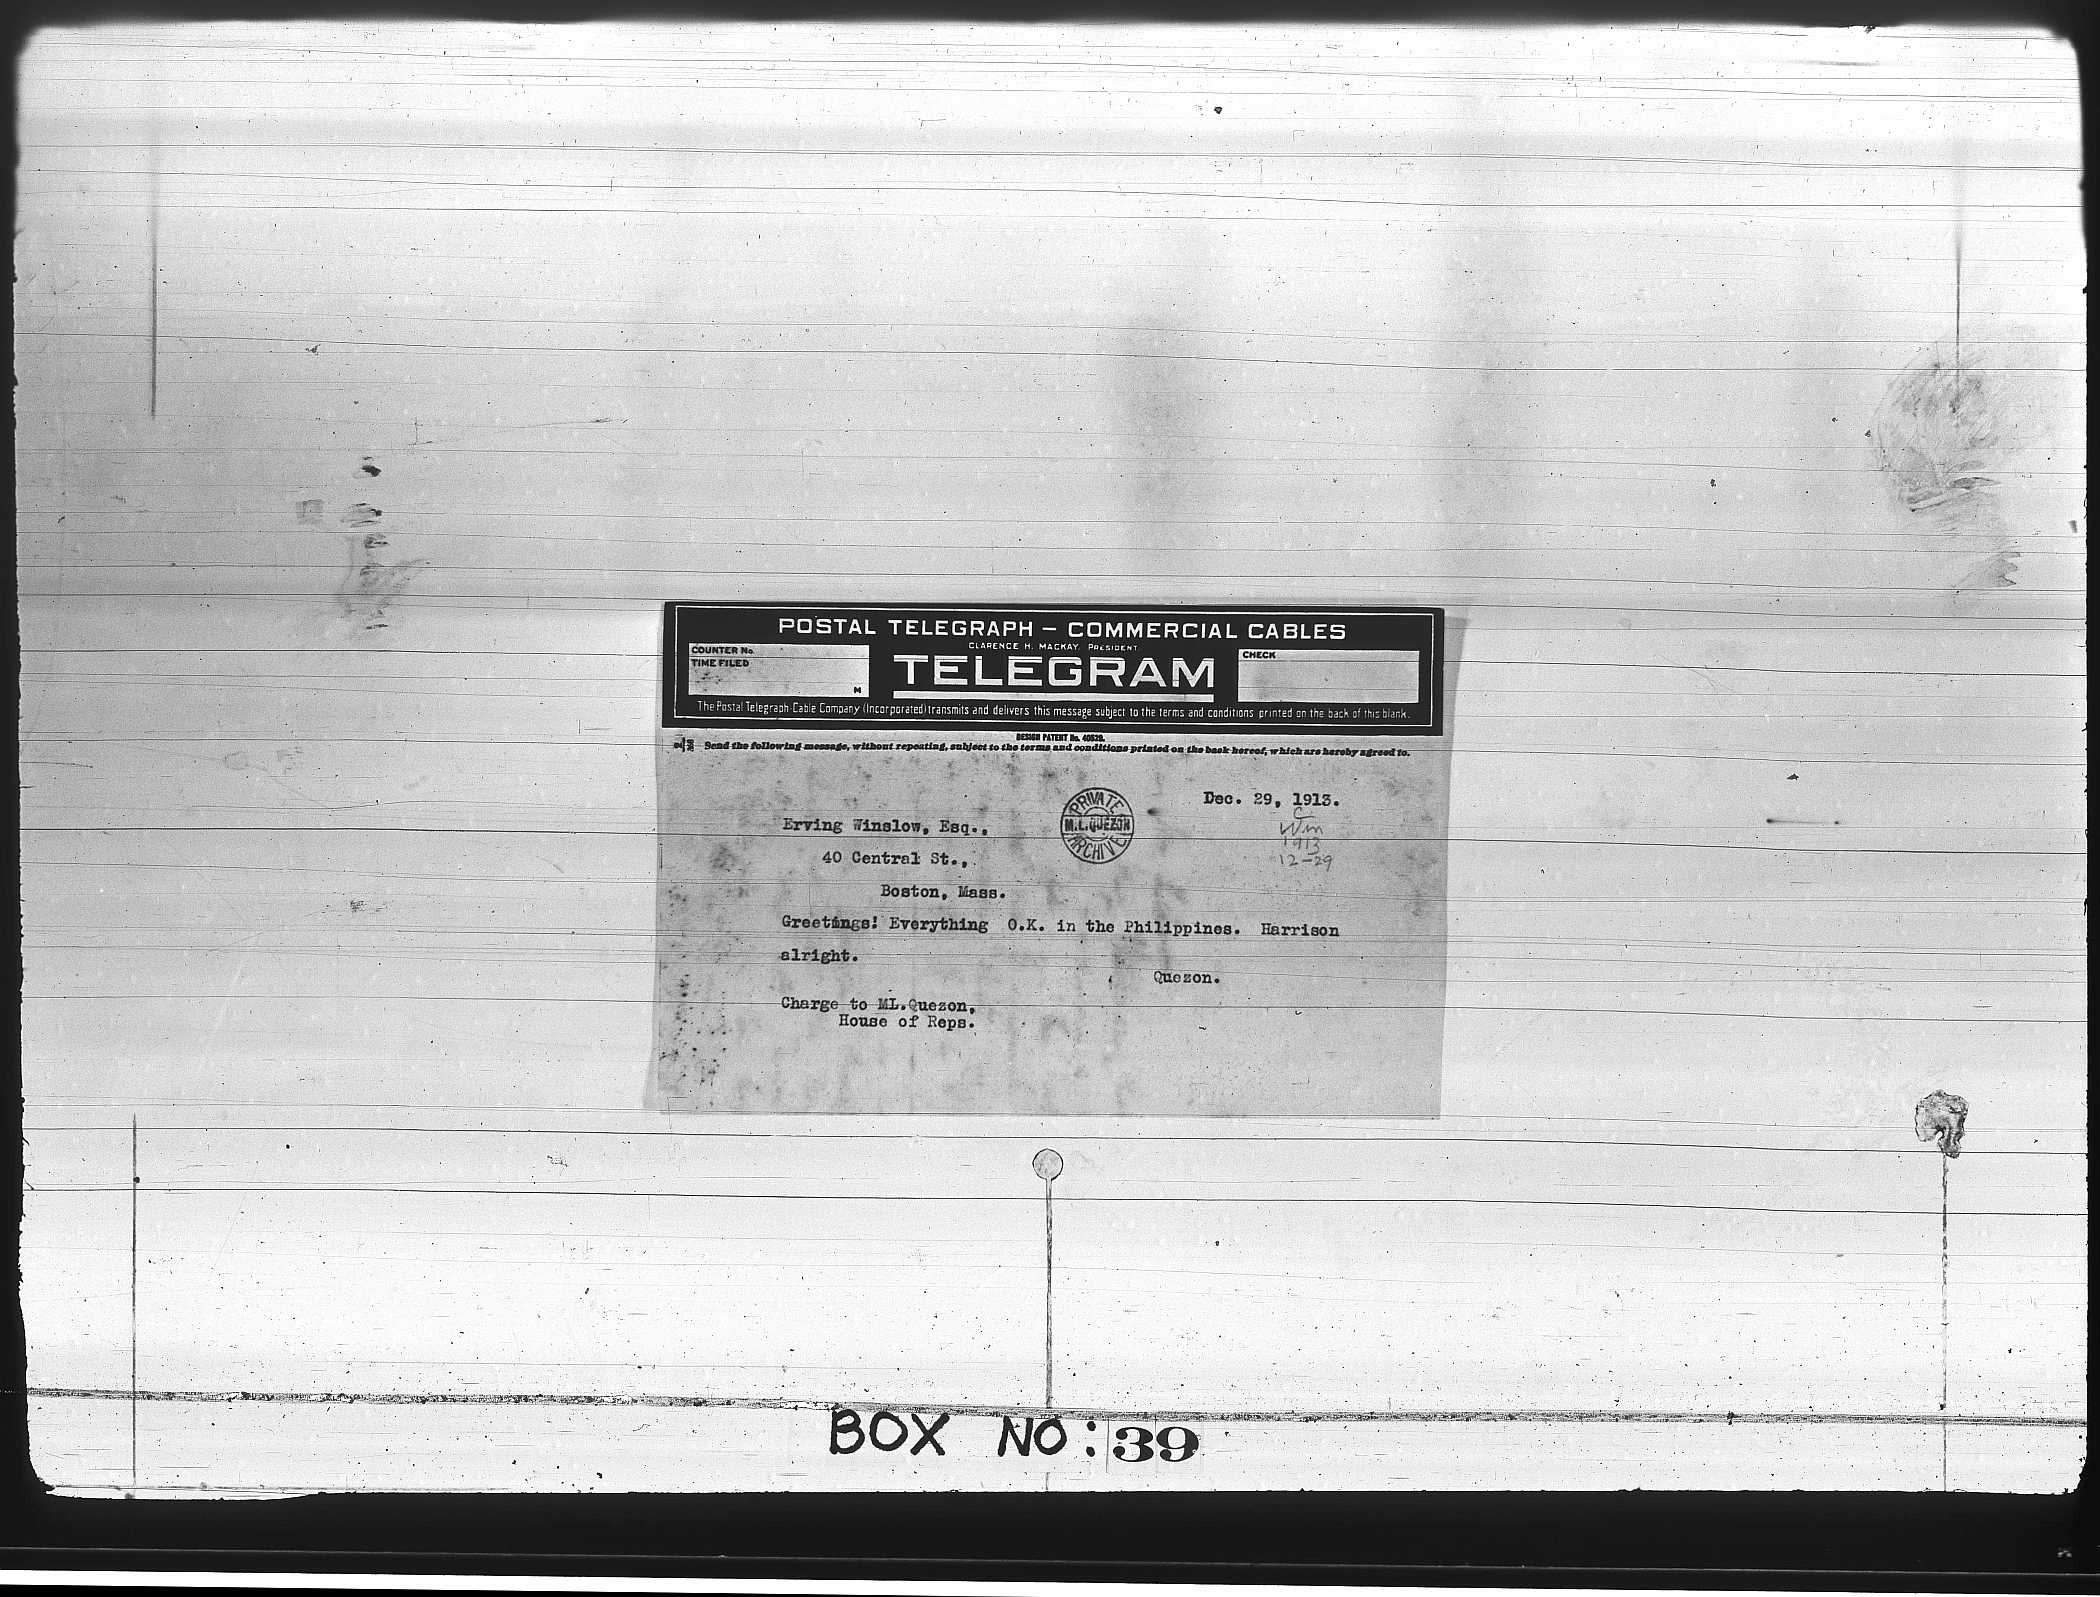 POSTAL TELEGRAPH – COMMERCIAL CABLES
CLARENCE H. MACKAY, PRESIDENT
COUNTER No.
TIME FILED
M
TELEGRAM
CHECK
The Postal Telegraph-Cable Company (Incorporated) transmits and delivers this message subject to the terms and conditions printed on the back of this blank.
DESIGN PATENT No. 40529.
Send the following message, without repeating, subject to the terms and conditions printed on the back hereof, which are hereby agreed to.
PRIVATE
M.L.QUEZON
ARCHIVE
Dec. 29, 1913.
C
Win
1913
12-29
Erving Winslow, Esq.,
40 Central St.,
Boston, Mass.
Greetings! Everything O.K. in the Philippines. Harrison
alright.
Quezon.
Charge to ML.Quezon,
House of Reps.
BOX NO: 39